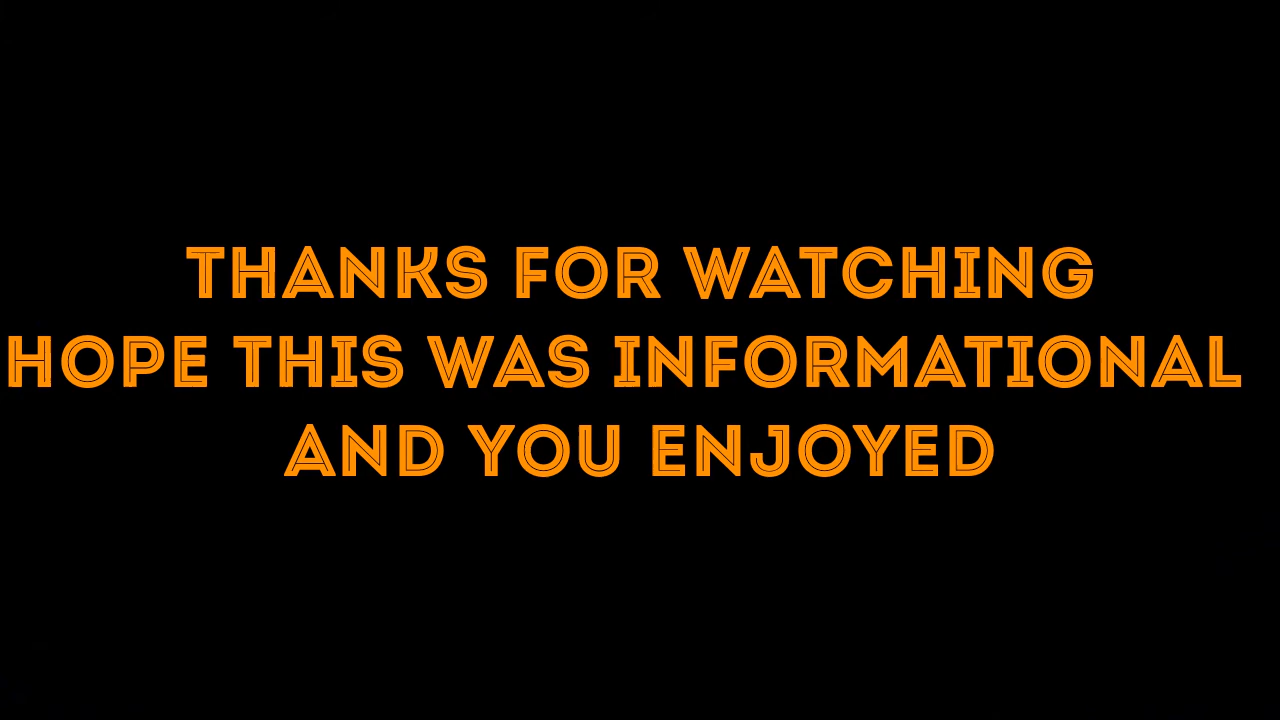 THANKS FOR WATCHING
HOPE THIS WAS INFORMATIONAL
AND YOU ENJOYED